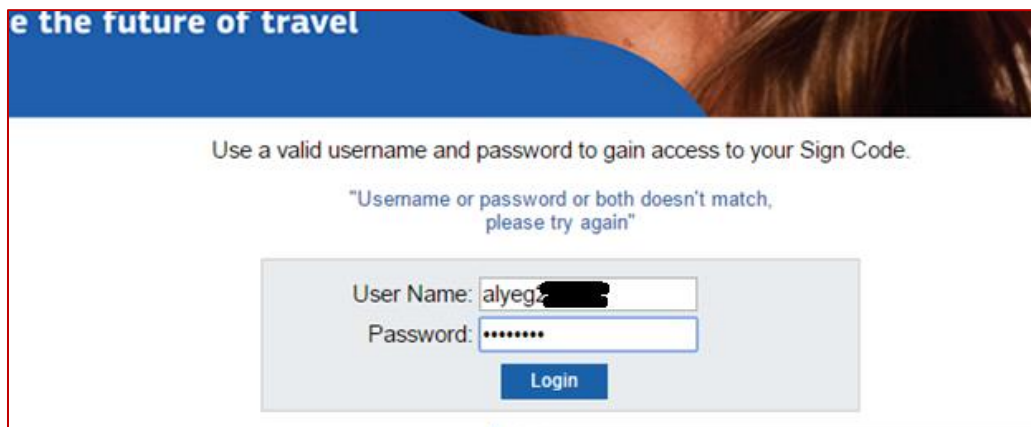 e the future of travel
Use a valid username and password to gain access to your Sign Code.
"Username or password or both doesn't match,
please try again"
User Name: alyeg
Password: ••••••••
Login